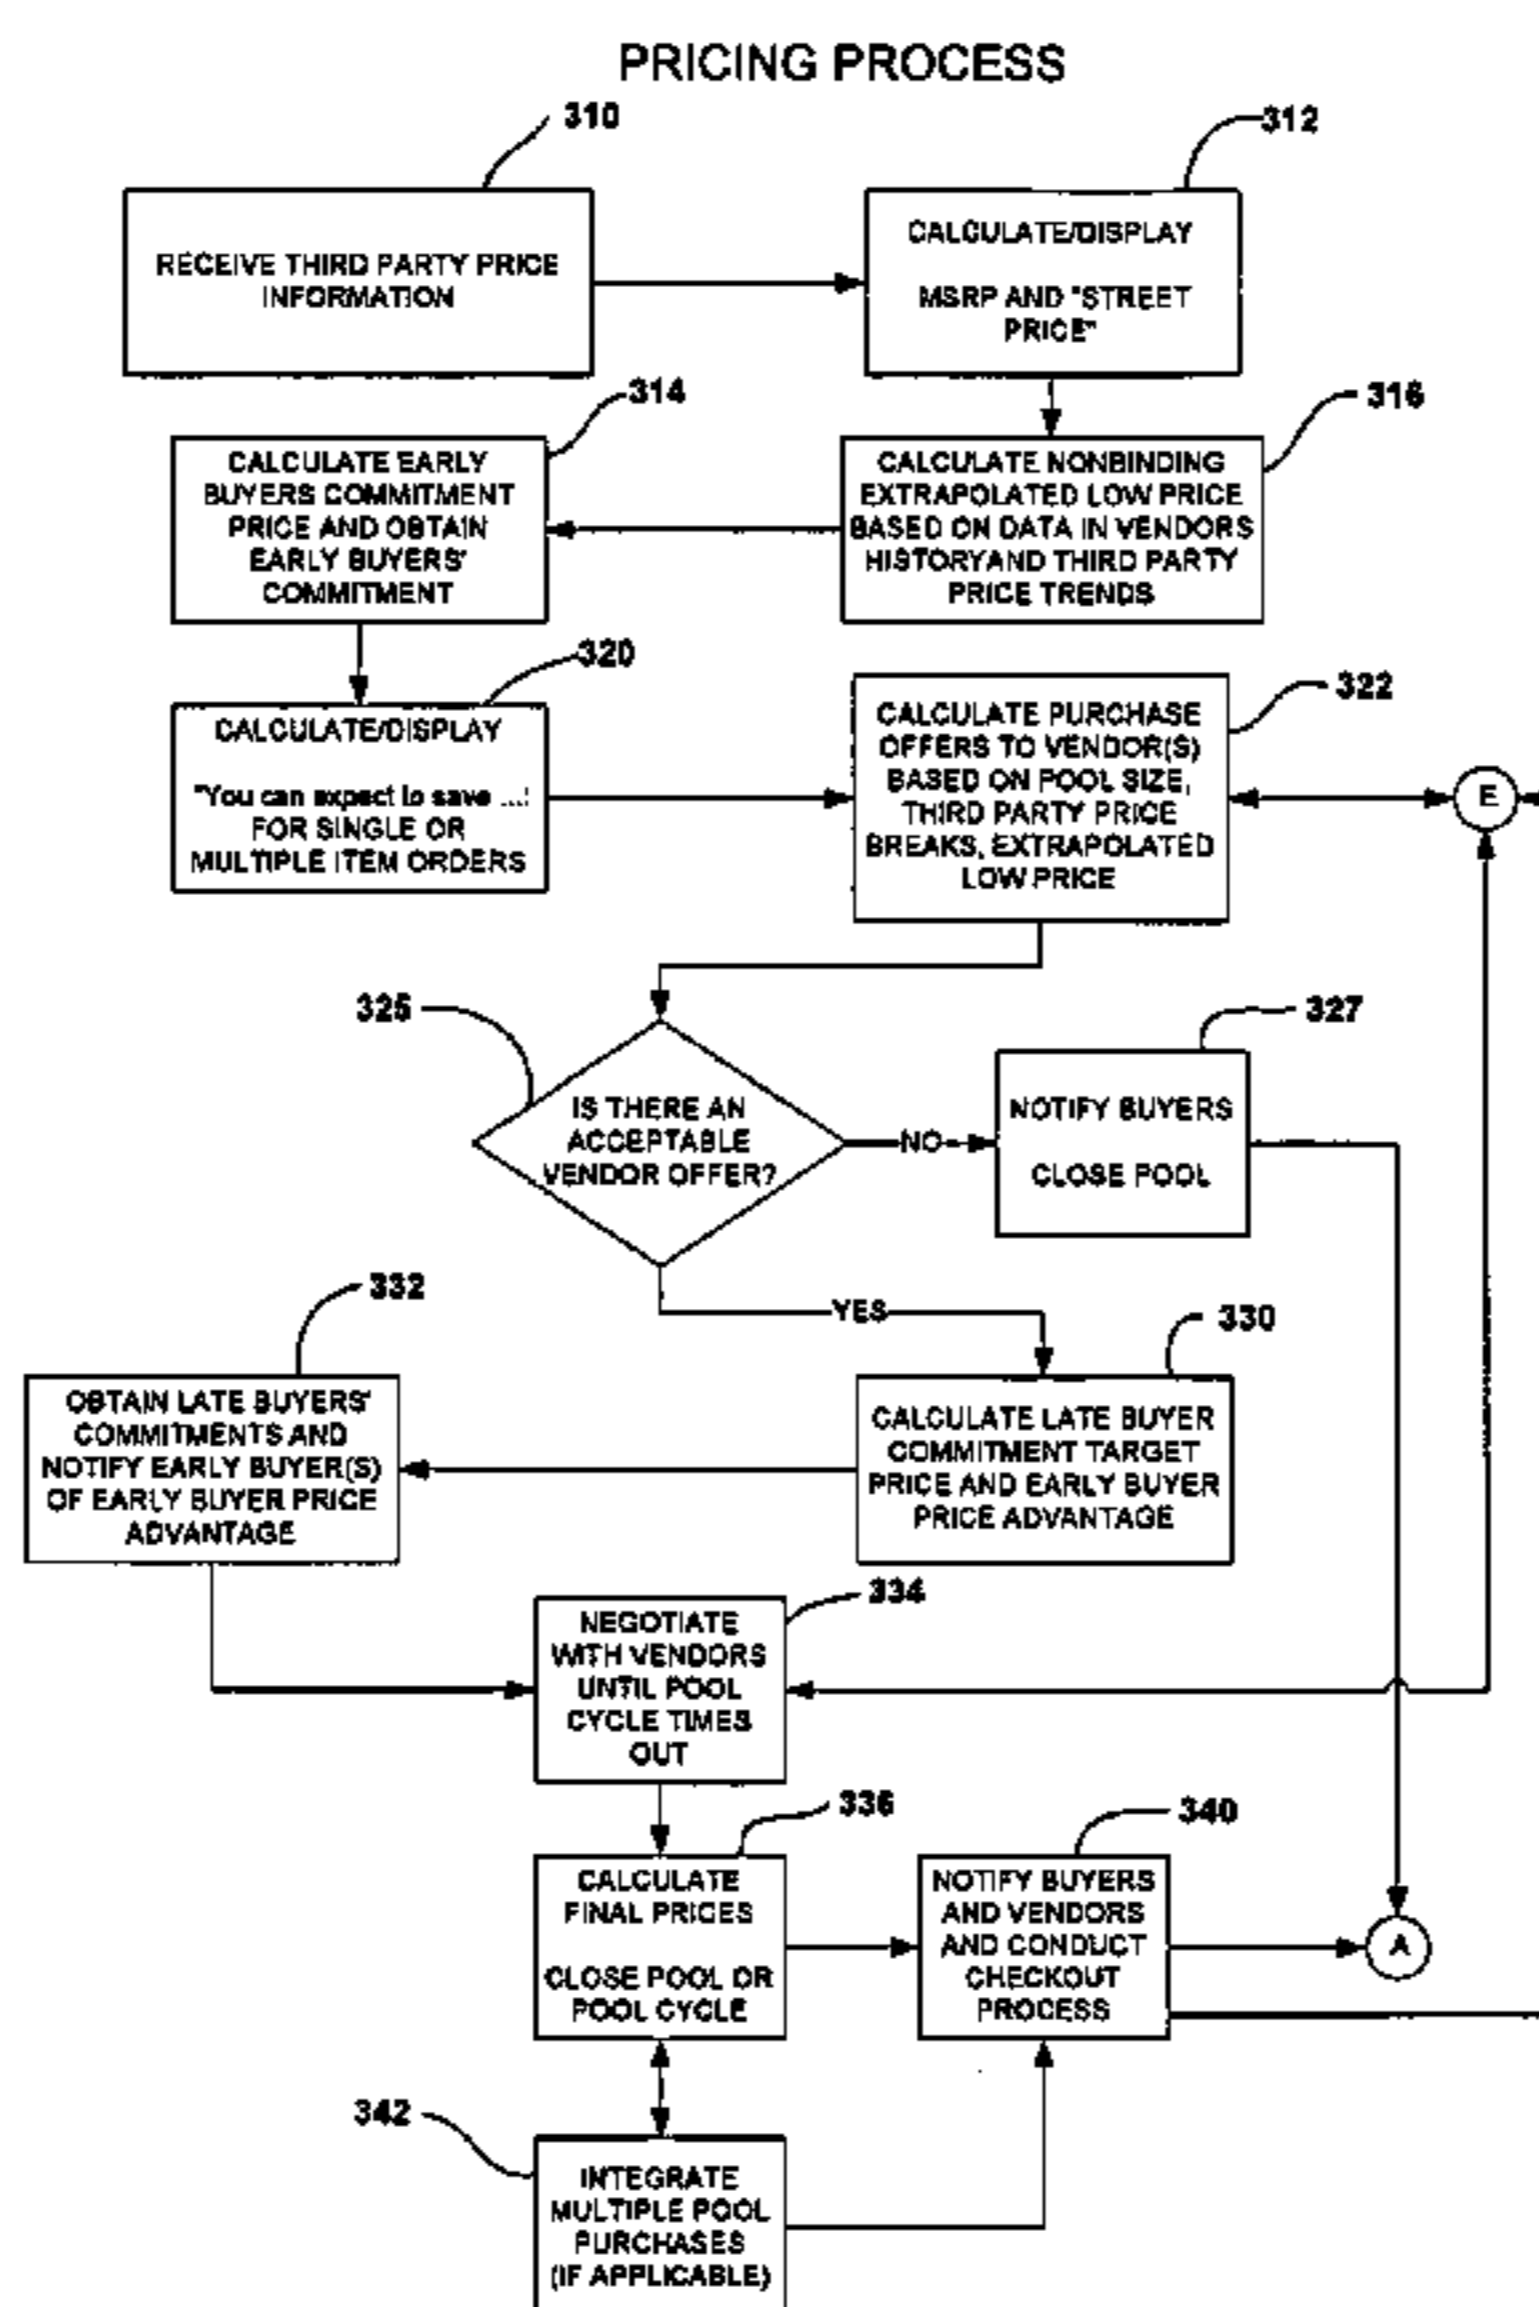 PRICING PROCESS
310
312
RECEIVE THIRD PARTY PRICE
INFORMATION
CALCULATE/DISPLAY
MSRP AND "STREET
PRICE"
314
316
CALCULATE EARLY
BUYERS COMMITMENT
PRICE AND OBTAIN
EARLY BUYERS'
COMMITMENT
CALCULATE NONBINDING
EXTRAPOLATED LOW PRICE
BASED ON DATA IN VENDORS
HISTORYAND THIRD PARTY
PRICE TRENDS
320
322
CALCULATE/DISPLAY
"You can expect to save ...:
FOR SINGLE OR
MULTIPLE ITEM ORDERS
CALCULATE PURCHASE
OFFERS TO VENDOR(S)
BASED ON POOL SIZE,
THIRD PARTY PRICE
BREAKS, EXTRAPOLATED
LOW PRICE
E
325
327
IS THERE AN
ACCEPTABLE
VENDOR OFFER?
NO
NOTIFY BUYERS
CLOSE POOL
YES
332
330
OBTAIN LATE BUYERS'
COMMITMENTS AND
NOTIFY EARLY BUYER(S)
OF EARLY BUYER PRICE
ADVANTAGE
CALCULATE LATE BUYER
COMMITMENT TARGET
PRICE AND EARLY BUYER
PRICE ADVANTAGE
334
NEGOTIATE
WITH VENDORS
UNTIL POOL
CYCLE TIMES
OUT
336
340
CALCULATE
FINAL PRICES
CLOSE POOL OR
POOL CYCLE
NOTIFY BUYERS
AND VENDORS
AND CONDUCT
CHECKOUT
PROCESS
A
342
INTEGRATE
MULTIPLE POOL
PURCHASES
(IF APPLICABLE)